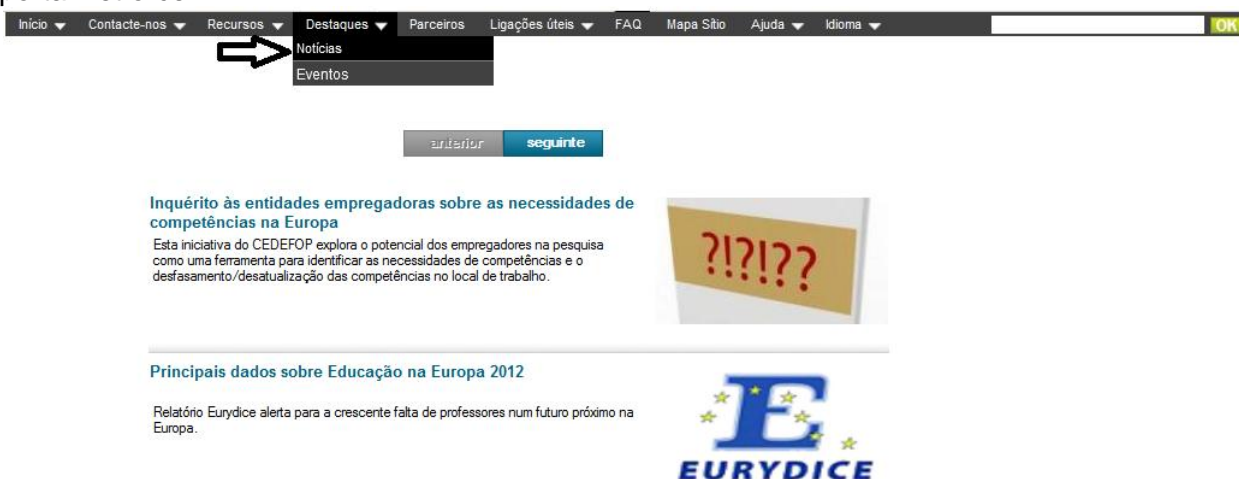 Início Contacte-nos Recursos Destaques Parceiros Ligações úteis FAQ Mapa Sítio Ajuda Idioma OK
Notícias
Eventos
anterior seguinte
Inquérito às entidades empregadoras sobre as necessidades de
competências na Europa
Esta iniciativa do CEDEFOP explora o potencial dos empregadores na pesquisa
como uma ferramenta para identificar as necessidades de competências e o
desfasamento/desatualização das competências no local de trabalho.
?!?!??
Principais dados sobre Educação na Europa 2012
Relatório Eurydice alerta para a crescente falta de professores num futuro próximo na
Europa.
E
EURYDICE